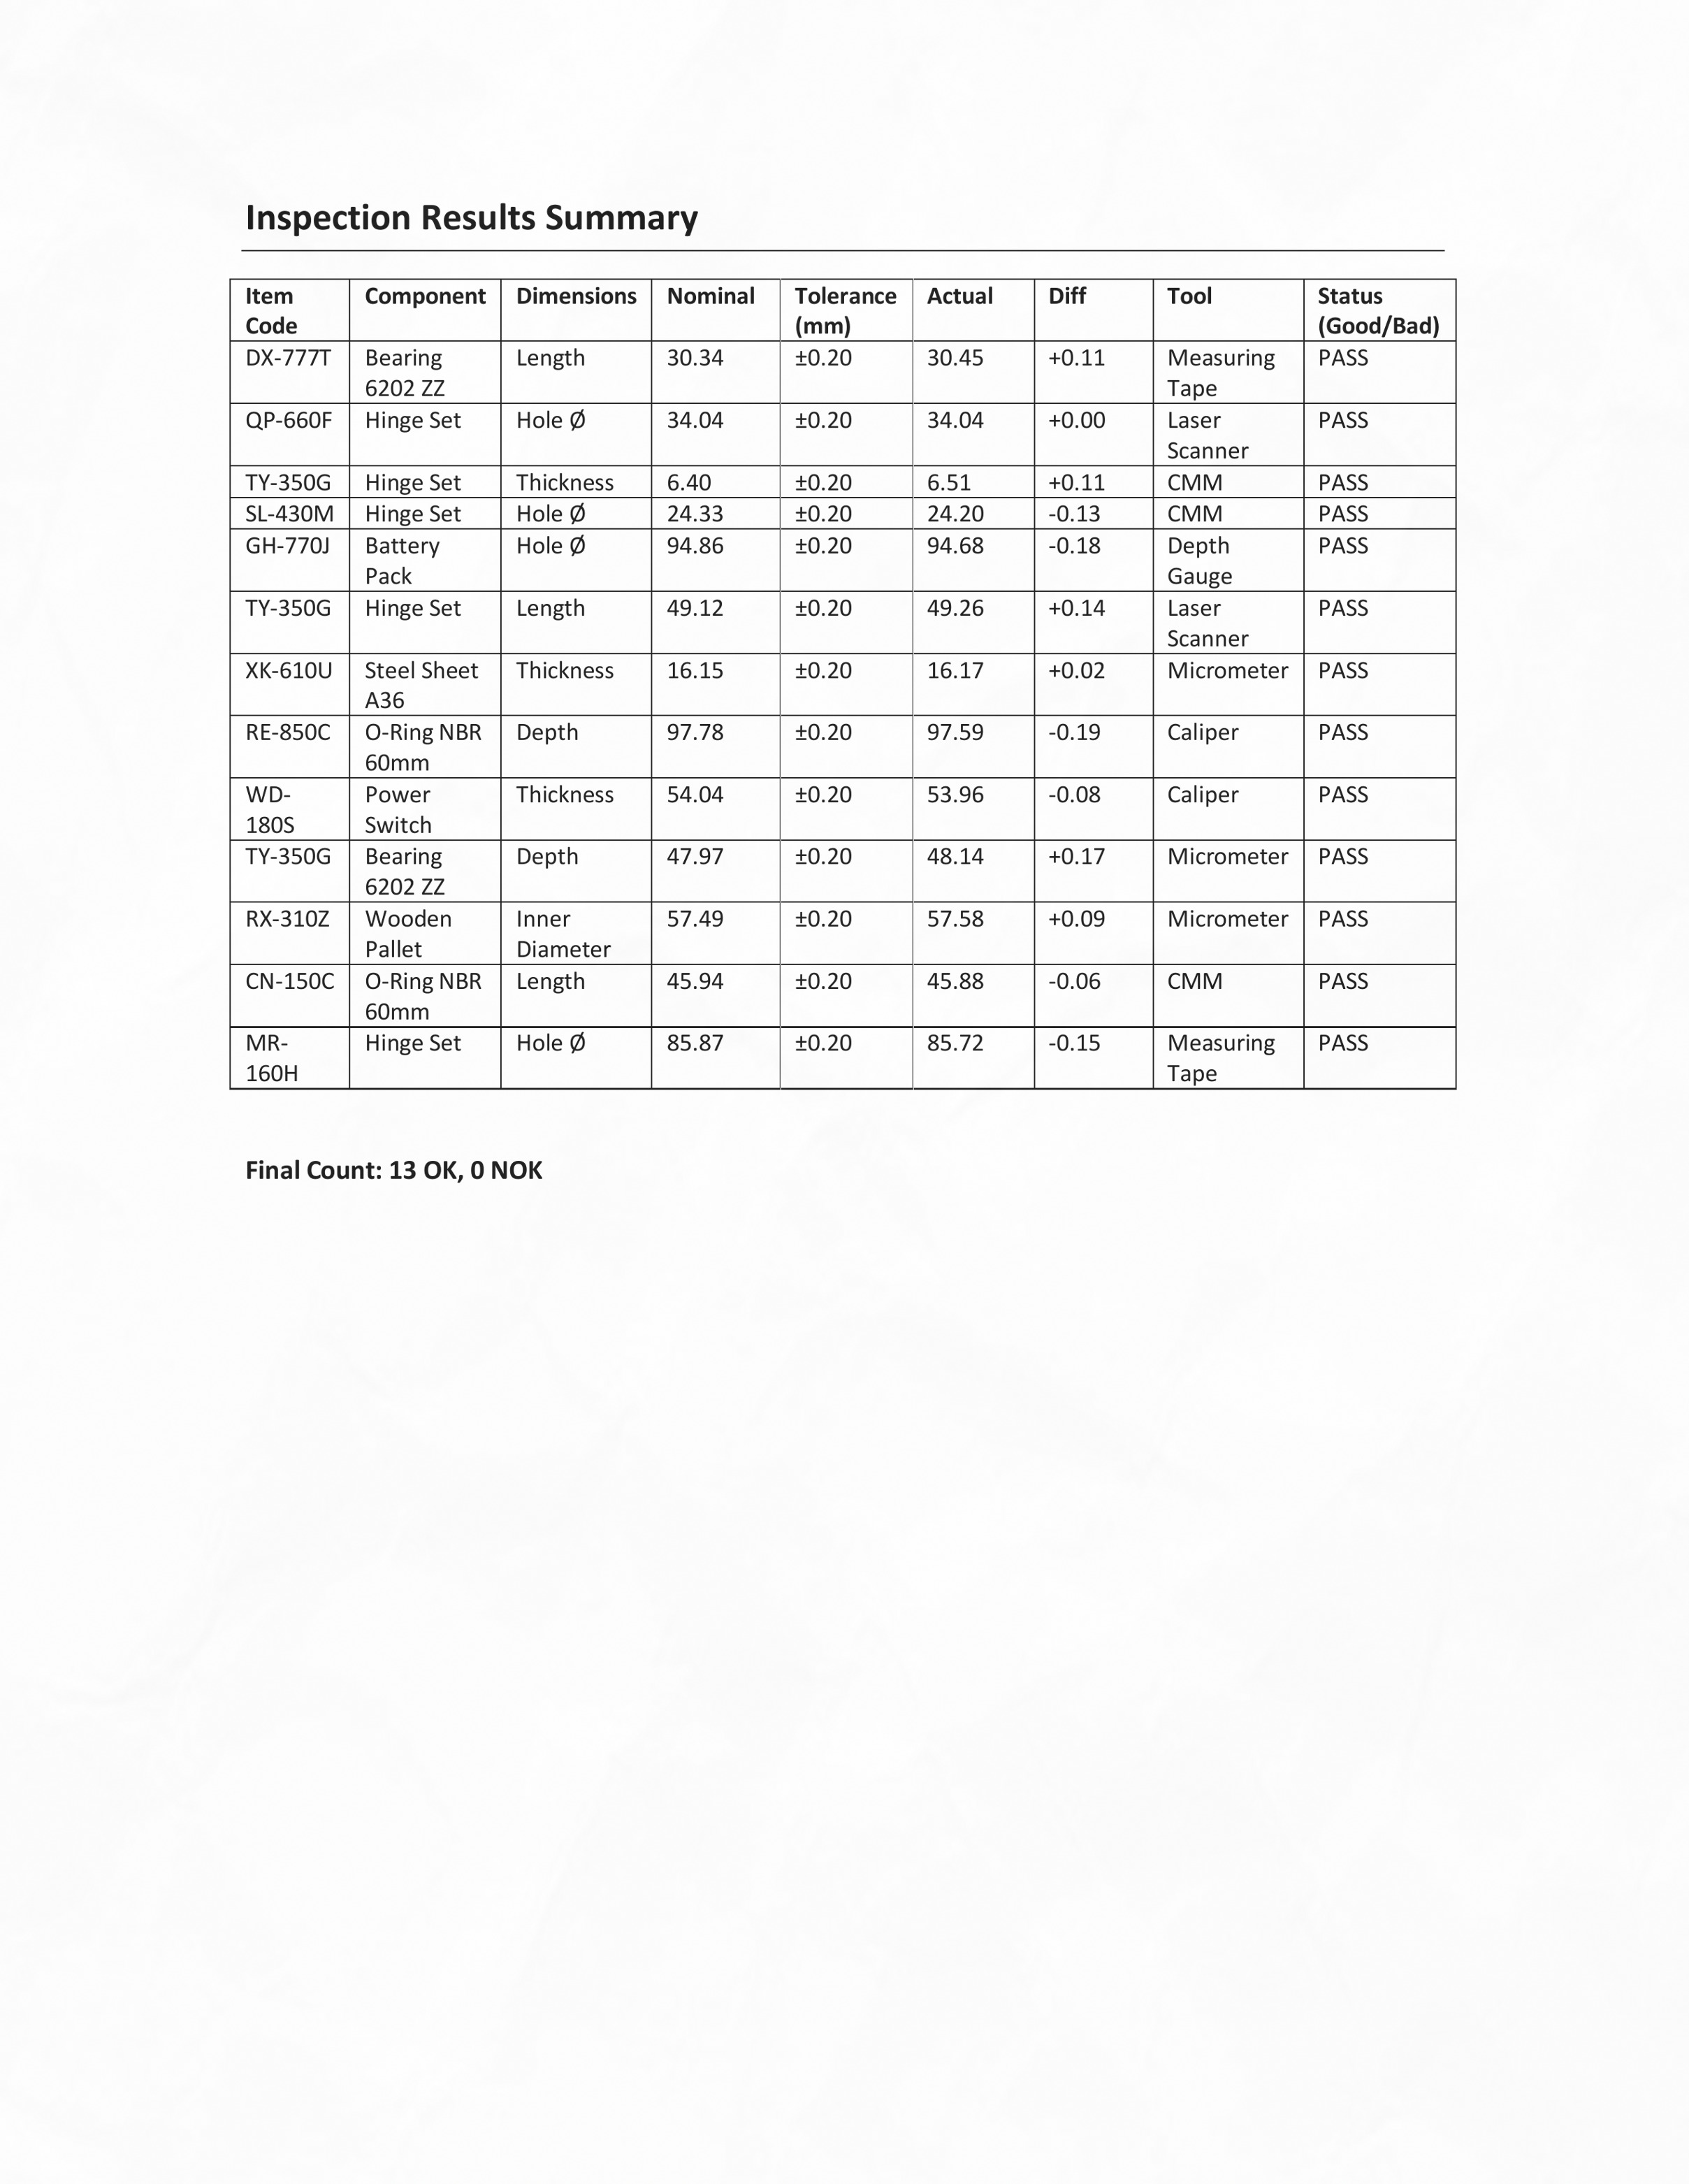 Inspection Results Summary
Item Code Component Dimensions Nominal Tolerance (mm) Actual Diff Tool Status (Good/Bad)
DX-777T Bearing 6202 ZZ Length 30.34 ±0.20 30.45 +0.11 Measuring Tape PASS
QP-660F Hinge Set Hole Ø 34.04 ±0.20 34.04 +0.00 Laser Scanner PASS
TY-350G Hinge Set Thickness 6.40 ±0.20 6.51 +0.11 CMM PASS
SL-430M Hinge Set Hole Ø 24.33 ±0.20 24.20 -0.13 CMM PASS
GH-770J Battery Pack Hole Ø 94.86 ±0.20 94.68 -0.18 Depth Gauge PASS
TY-350G Hinge Set Length 49.12 ±0.20 49.26 +0.14 Laser Scanner PASS
XK-610U Steel Sheet A36 Thickness 16.15 ±0.20 16.17 +0.02 Micrometer PASS
RE-850C O-Ring NBR 60mm Depth 97.78 ±0.20 97.59 -0.19 Caliper PASS
WD-180S Power Switch Thickness 54.04 ±0.20 53.96 -0.08 Caliper PASS
TY-350G Bearing 6202 ZZ Depth 47.97 ±0.20 48.14 +0.17 Micrometer PASS
RX-310Z Wooden Pallet Inner Diameter 57.49 ±0.20 57.58 +0.09 Micrometer PASS
CN-150C O-Ring NBR 60mm Length 45.94 ±0.20 45.88 -0.06 CMM PASS
MR-160H Hinge Set Hole Ø 85.87 ±0.20 85.72 -0.15 Measuring Tape PASS
Final Count: 13 OK, 0 NOK